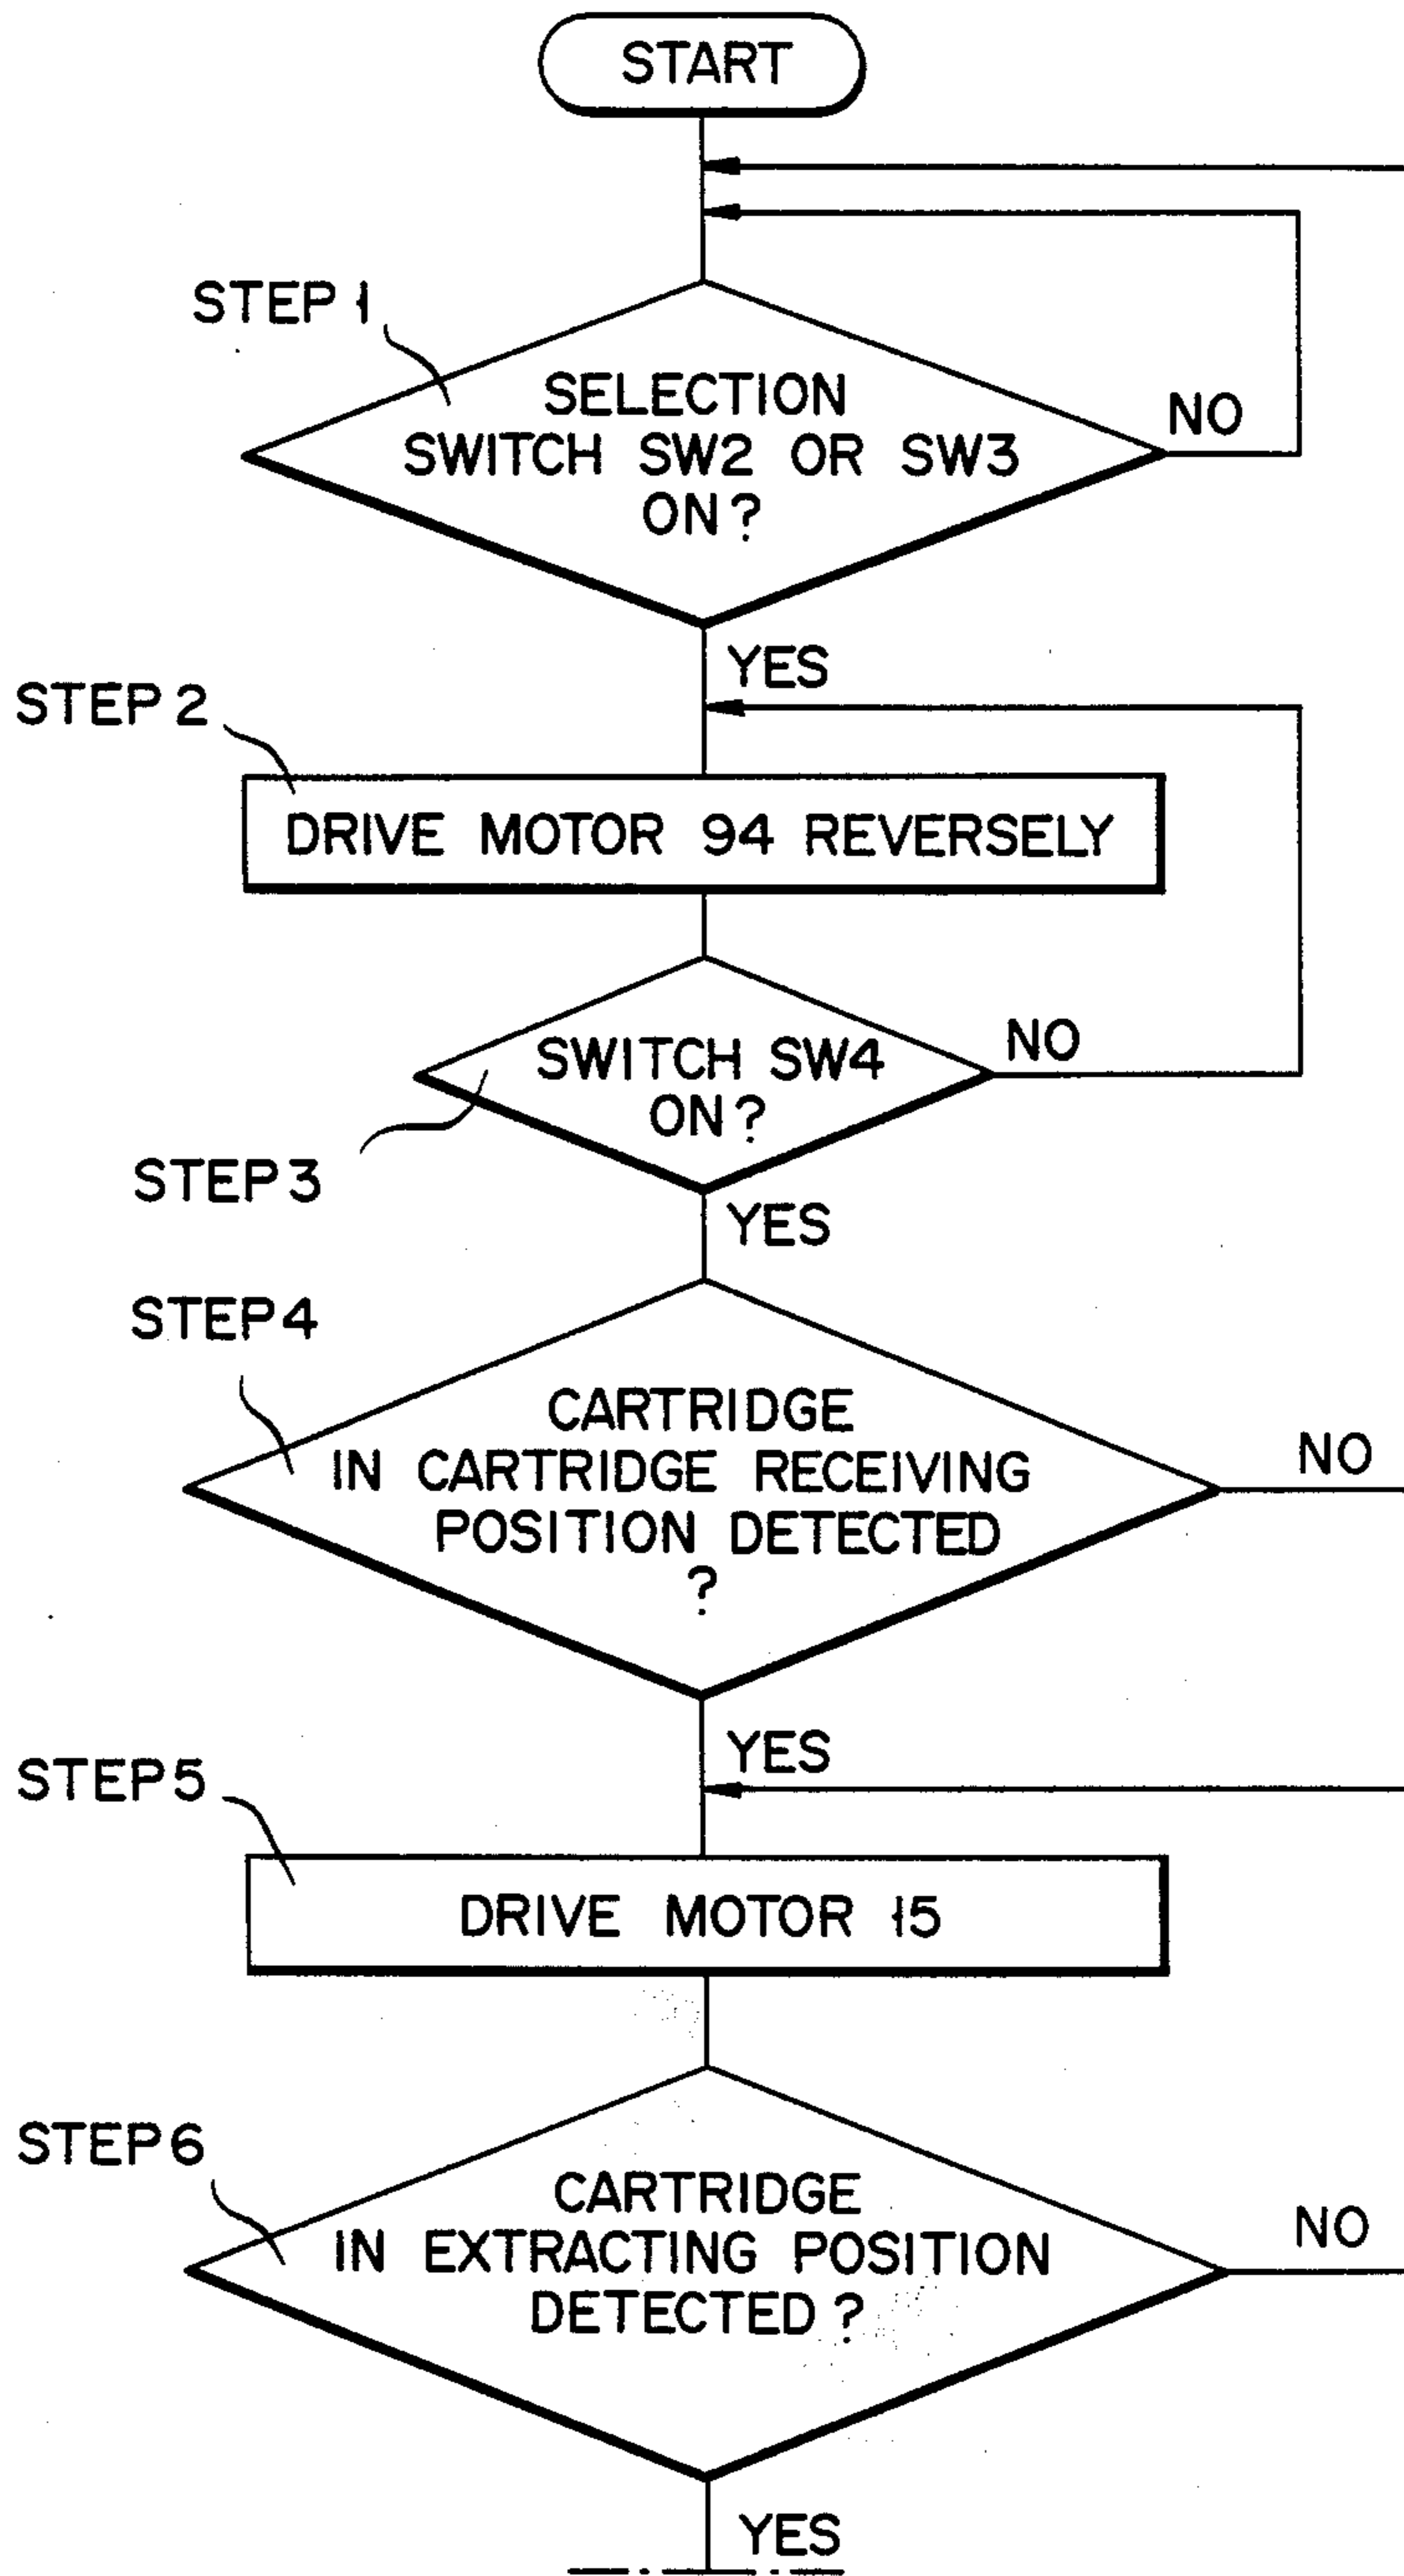 START
STEP 1
SELECTION
SWITCH SW2 OR SW3
ON?
NO
YES
STEP 2
DRIVE MOTOR 94 REVERSELY
SWITCH SW4
ON?
NO
STEP 3
YES
STEP 4
CARTRIDGE
IN CARTRIDGE RECEIVING
POSITION DETECTED
?
NO
YES
STEP 5
DRIVE MOTOR 15
STEP 6
CARTRIDGE
IN EXTRACTING POSITION
DETECTED?
NO
YES